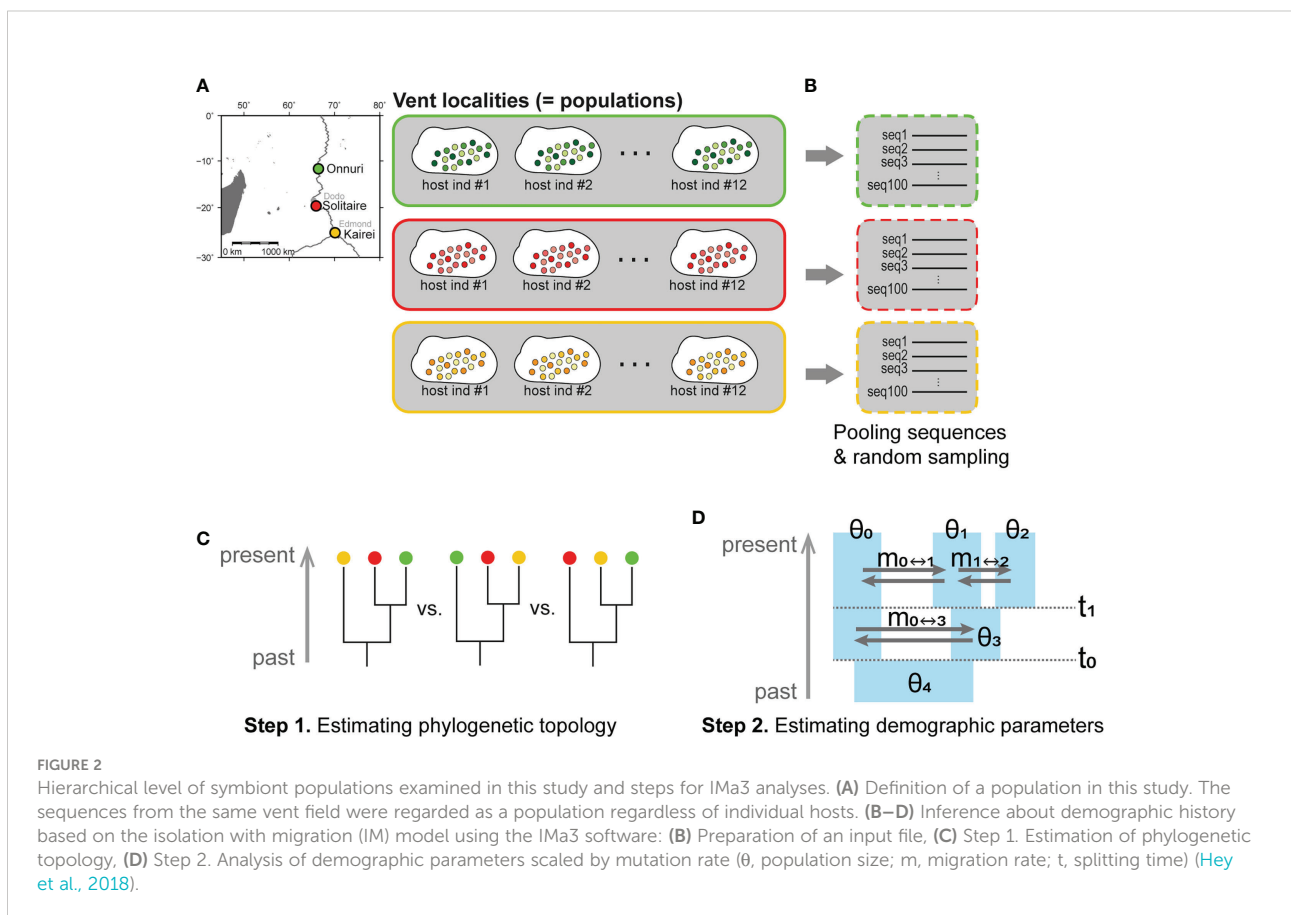 A
50˚ 60˚ 70˚ 80˚
0˚
−10˚
−20˚
−30˚
Onnuri
Dodo
Solitaire
Edmond
Kairei
0 km 1000 km
Vent localities (= populations)
host ind #1 host ind #2 ··· host ind #12
host ind #1 host ind #2 ··· host ind #12
host ind #1 host ind #2 ··· host ind #12
B
seq1
seq2
seq3
⋮
seq100
seq1
seq2
seq3
⋮
seq100
seq1
seq2
seq3
⋮
seq100
Pooling sequences
& random sampling
C
present
past
vs. vs.
Step 1. Estimating phylogenetic topology
D
present
past
θ0 θ1 θ2
m0↔1 m1↔2
t1
m0↔3
θ3
t0
θ4
Step 2. Estimating demographic parameters
FIGURE 2
Hierarchical level of symbiont populations examined in this study and steps for IMa3 analyses. (A) Definition of a population in this study. The
sequences from the same vent field were regarded as a population regardless of individual hosts. (B–D) Inference about demographic history
based on the isolation with migration (IM) model using the IMa3 software: (B) Preparation of an input file, (C) Step 1. Estimation of phylogenetic
topology, (D) Step 2. Analysis of demographic parameters scaled by mutation rate (θ, population size; m, migration rate; t, splitting time) (Hey
et al., 2018).